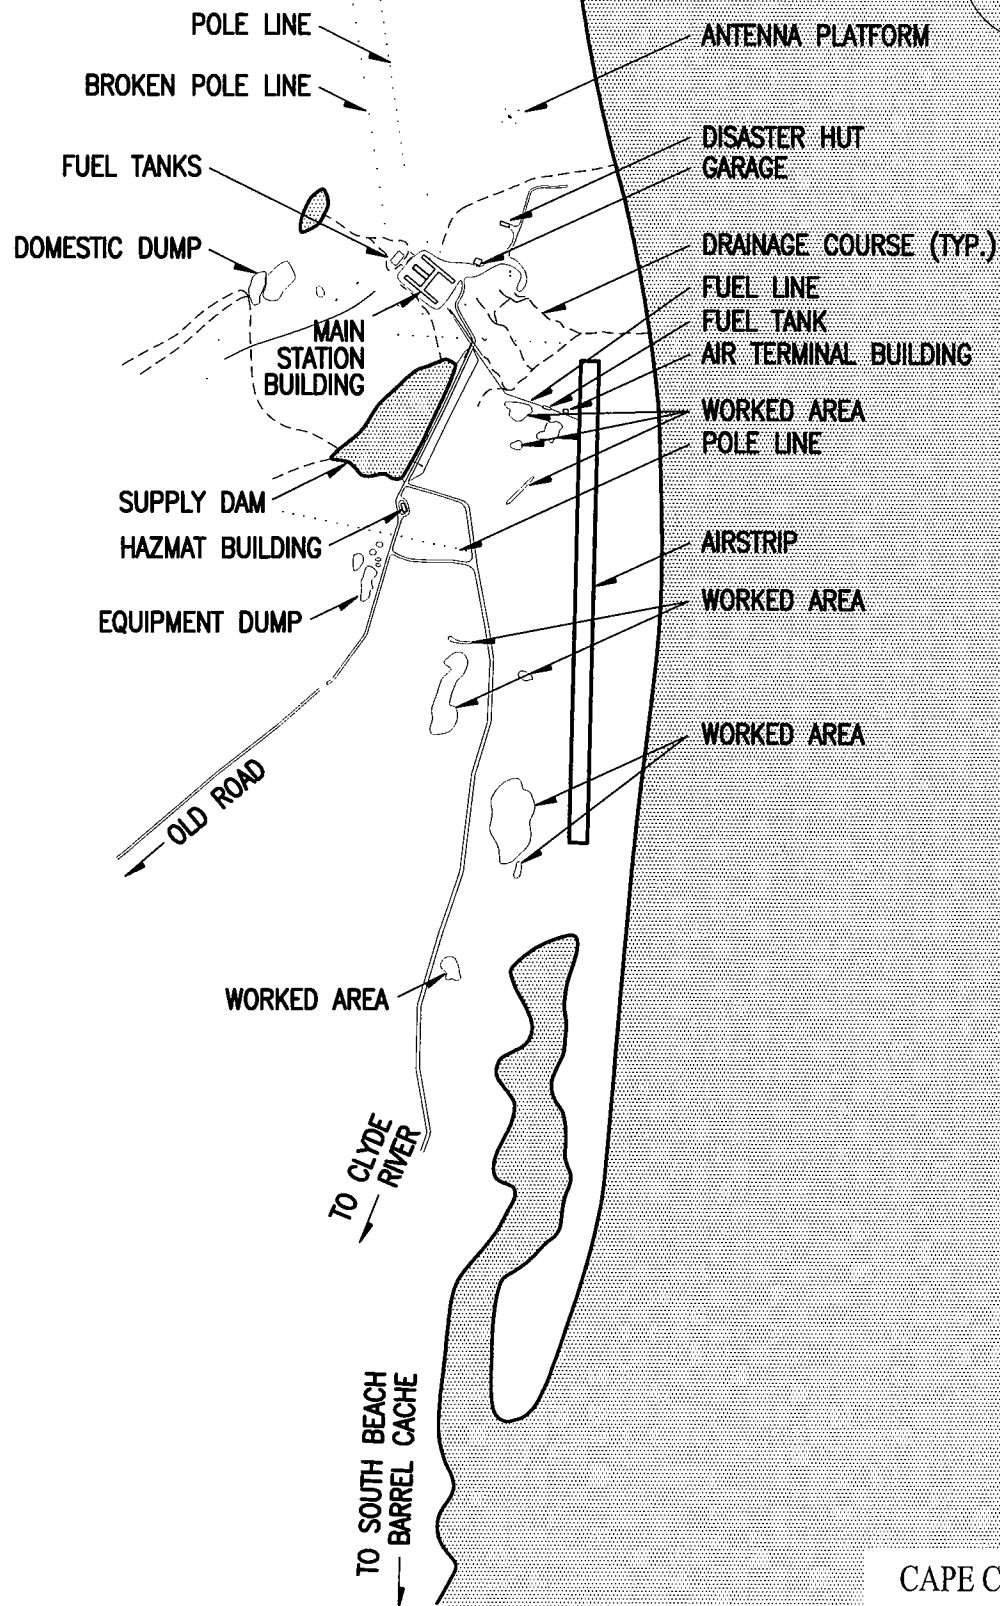 POLE LINE
ANTENNA PLATFORM
BROKEN POLE LINE
DISASTER HUT
GARAGE
FUEL TANKS
DOMESTIC DUMP
DRAINAGE COURSE (TYP.)
FUEL LINE
FUEL TANK
AIR TERMINAL BUILDING
MAIN
STATION
BUILDING
WORKED AREA
POLE LINE
SUPPLY DAM
HAZMAT BUILDING
AIRSTRIP
WORKED AREA
EQUIPMENT DUMP
WORKED AREA
OLD ROAD
WORKED AREA
TO CLYDE
RIVER
TO SOUTH BEACH
BARREL CACHE
CAPE C